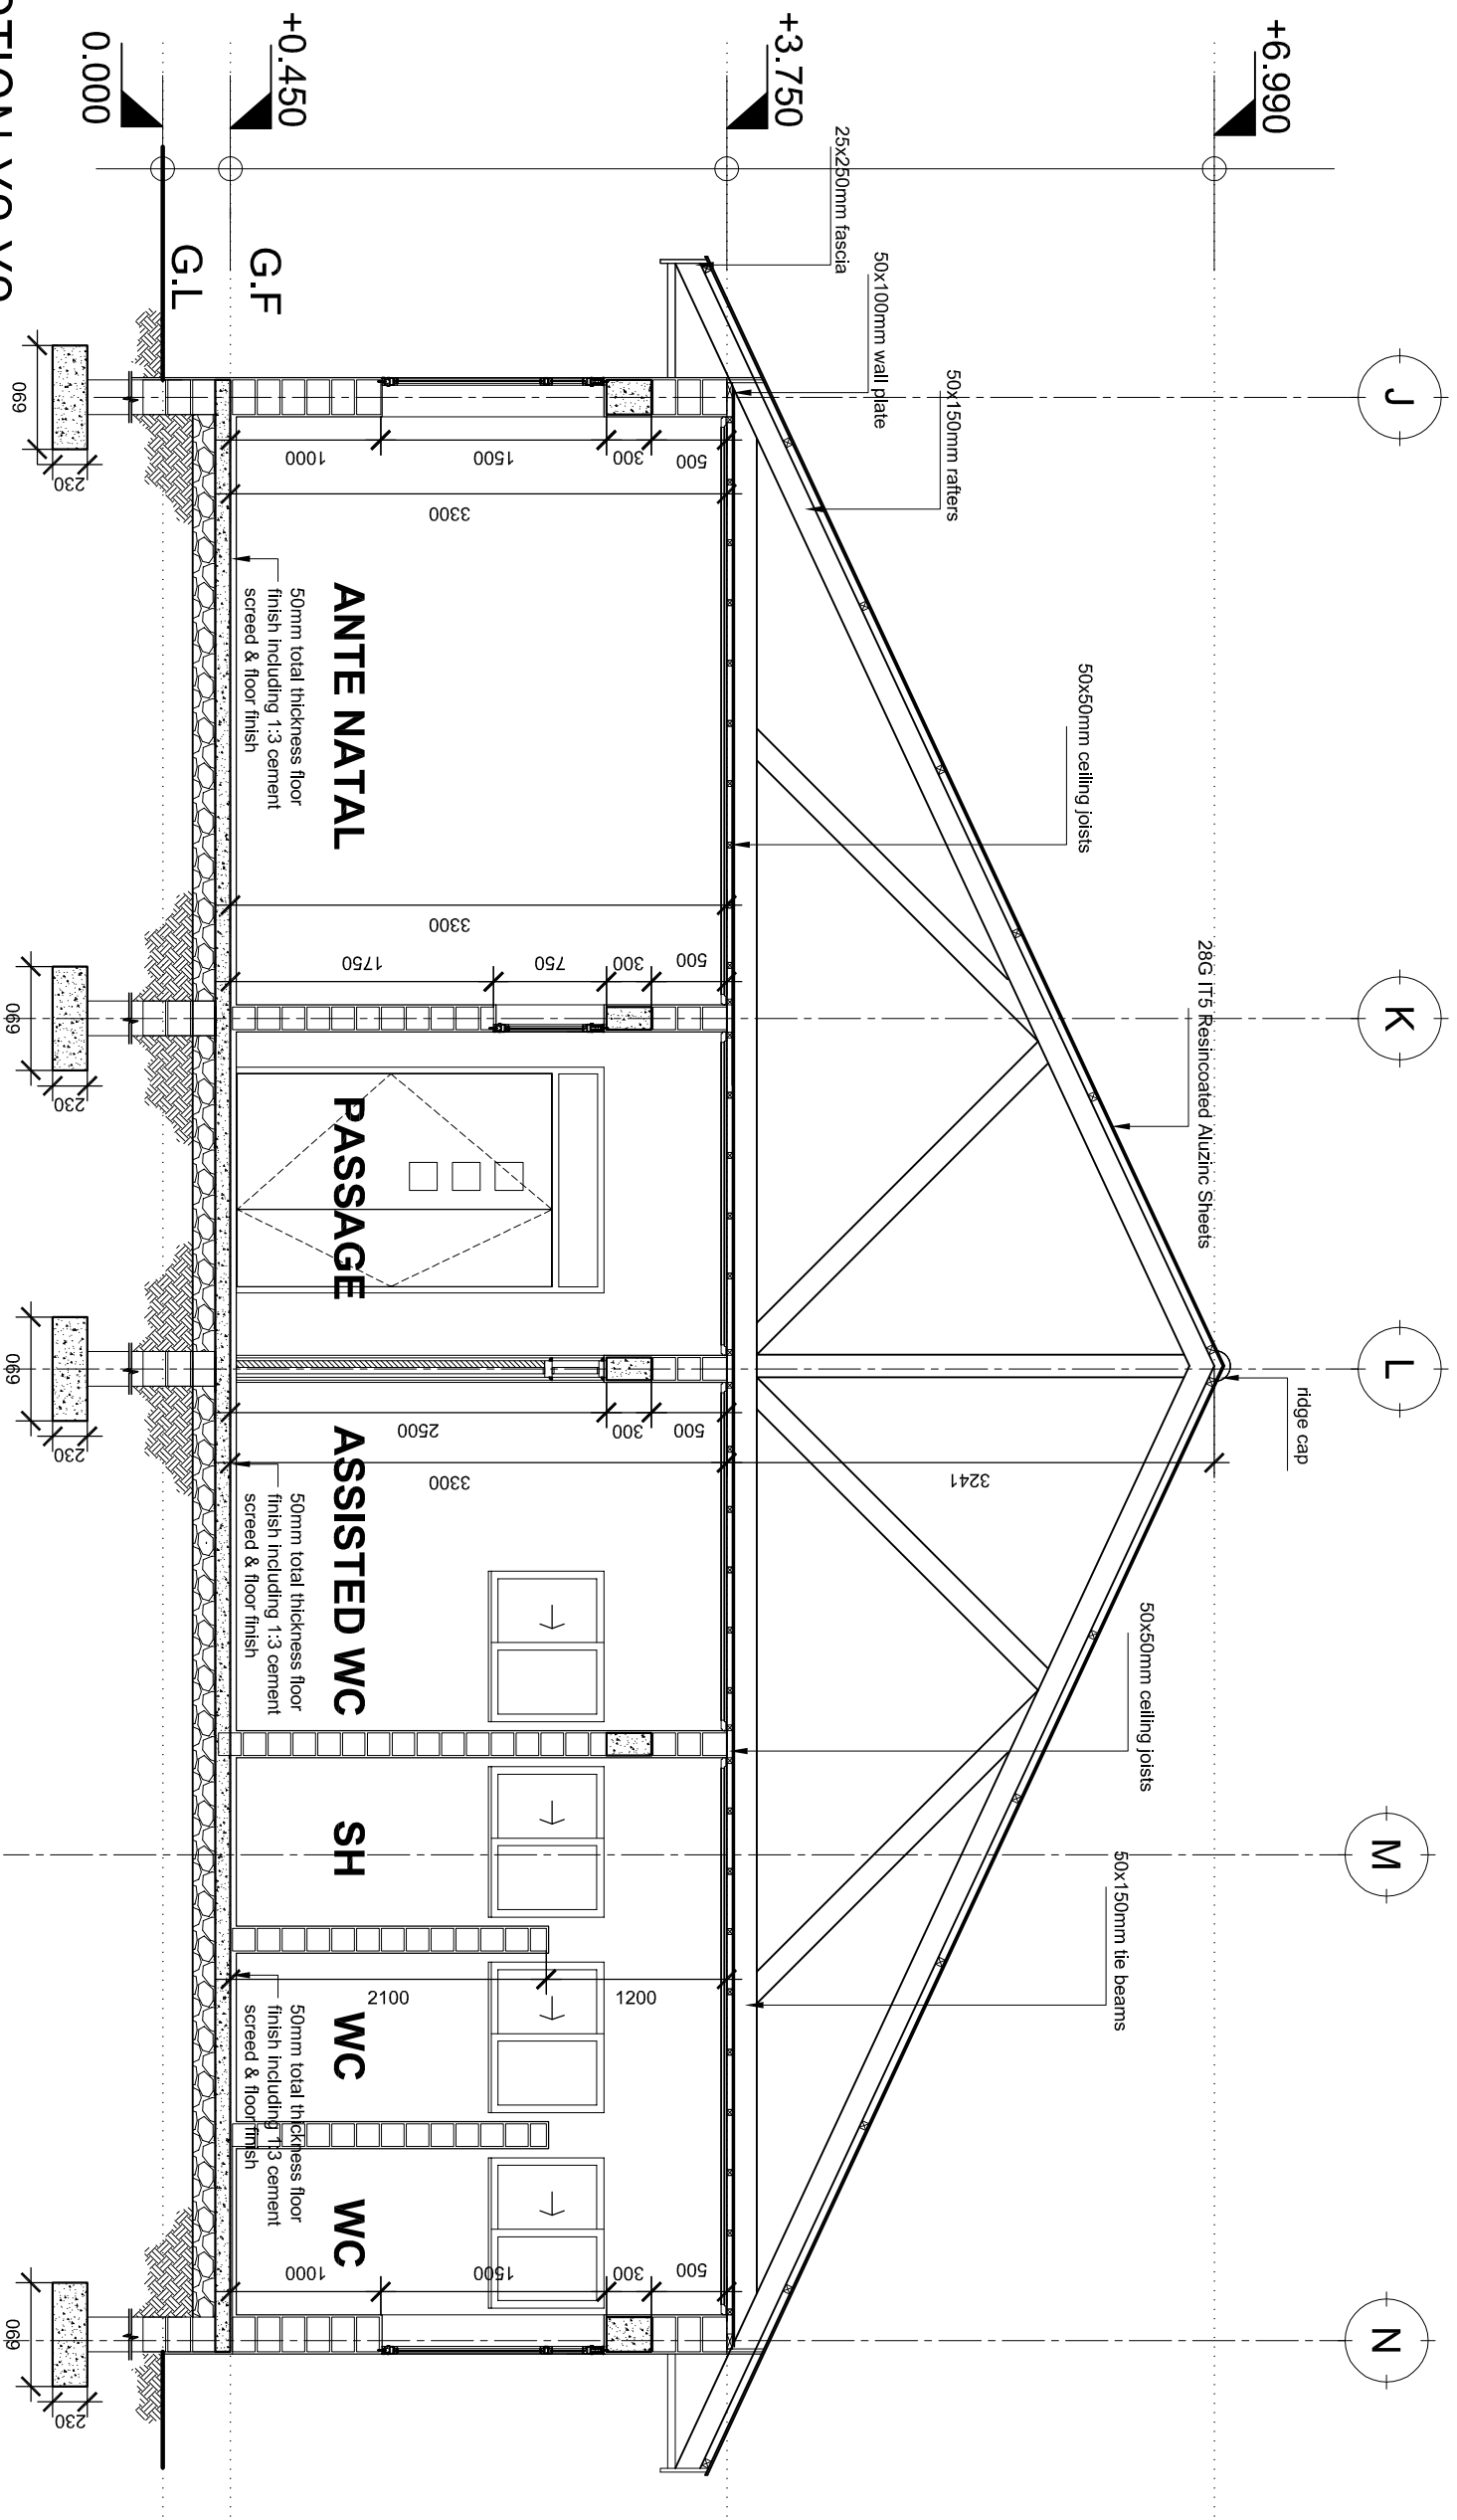 J
K
L
M
N
+6.990
+3.750
+0.450
0.000
G.F
G.L
25x250mm fascia
50x100mm wall plate
50x150mm rafters
50x50mm ceiling joists
28G IT5 Resincoated Aluzinc Sheets
ridge cap
50x50mm ceiling joists
50x150mm tie beams
3241
500
300
1500
1000
3300
3300
500
300
750
1750
500
300
2500
3300
1200
2100
500
300
1500
1000
ANTE NATAL
PASSAGE
ASSISTED WC
SH
WC
WC
50mm total thickness floor
finish including 1:3 cement
screed & floor finish
50mm total thickness floor
finish including 1:3 cement
screed & floor finish
50mm total thickness floor
finish including 1:3 cement
screed & floor finish
690
230
690
230
690
230
690
230